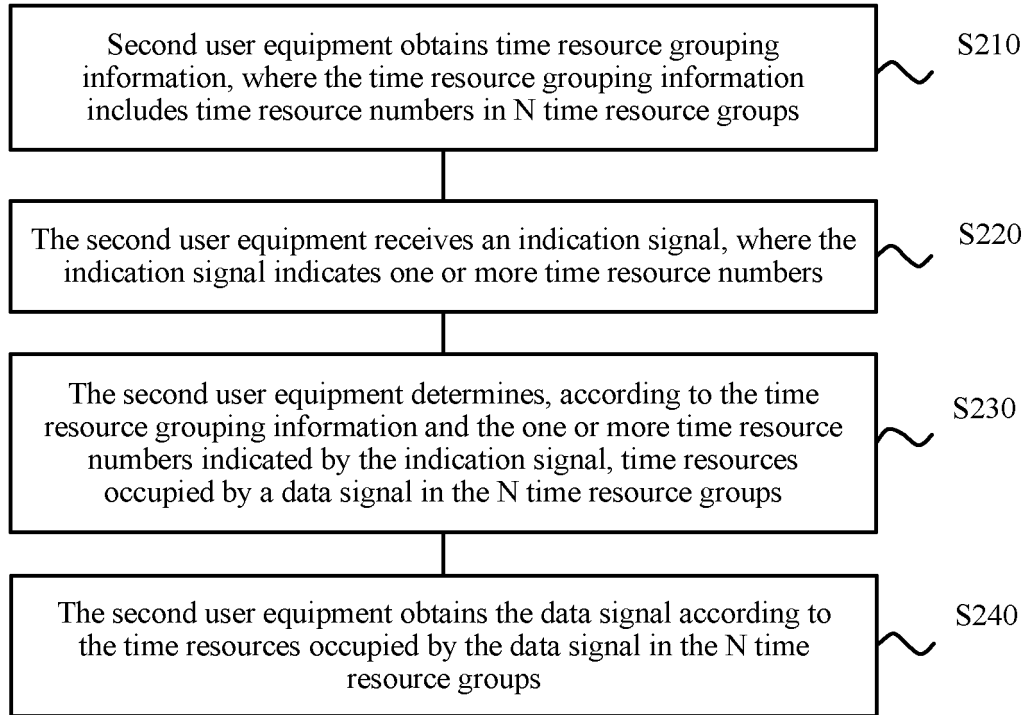 Second user equipment obtains time resource grouping
information, where the time resource grouping information
includes time resource numbers in N time resource groups
S210
The second user equipment receives an indication signal, where the
indication signal indicates one or more time resource numbers
S220
The second user equipment determines, according to the time
resource grouping information and the one or more time resource
numbers indicated by the indication signal, time resources
occupied by a data signal in the N time resource groups
S230
The second user equipment obtains the data signal according to
the time resources occupied by the data signal in the N time
resource groups
S240